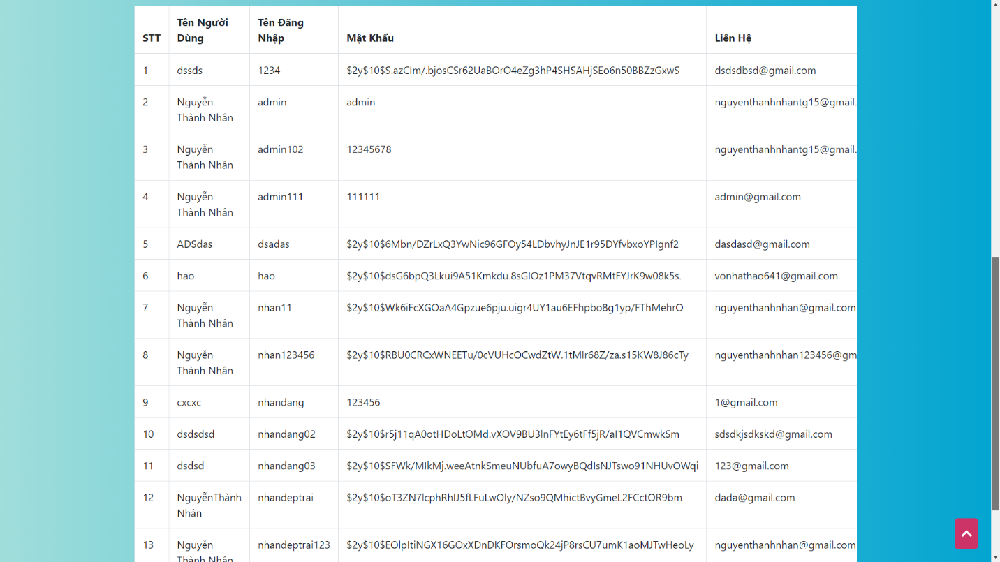 STT Tên Người Dùng Tên Đăng Nhập Mật Khẩu Liên Hệ
1 dssds 1234 $2y$10$S.azCIm/.bjosCSr62UaBOrO4eZg3hP4SHSAHjSEo6n50BBZzGxwS dsdsdbsd@gmail.com
2 Nguyễn Thành Nhân admin admin nguyenthanhnhantg15@gmail.
3 Nguyễn Thành Nhân admin102 12345678 nguyenthanhnhantg15@gmail.
4 Nguyễn Thành Nhân admin111 111111 admin@gmail.com
5 ADSdas dsadas $2y$10$6Mbn/DZrLxQ3YwNic96GFOy54LDbvhyJnJE1r95DYfvbxoYPIgnf2 dasdasd@gmail.com
6 hao hao $2y$10$dsG6bpQ3Lkui9A51Kmkdu.8sGIOz1PM37VtqvRMtFYJrK9w08k5s. vonhathao641@gmail.com
7 Nguyễn Thành Nhân nhan11 $2y$10$Wk6iFcXGOaA4Gpzue6pju.uigr4UY1au6EFhpbo8g1yp/FThMehrO nguyenthanhnhan@gmail.com
8 Nguyễn Thành Nhân nhan123456 $2y$10$RBU0CRCxWNEETu/0cVUHcOCwdZtW.1tMIr68Z/za.s15KW8J86cTy nguyenthanhnhan123456@gm
9 cxcxc nhandang 123456 1@gmail.com
10 dsdsdsd nhandang02 $2y$10$r5j11qA0otHDoLtOMd.vXOV9BU3InFYtEy6tFf5jR/aI1QVCmwkSm sdsdkjsdkskd@gmail.com
11 dsdsd nhandang03 $2y$10$SFWk/MIkMj.weeAtnkSmeuNUbfuA7owyBQdIsNJTswo91NHUvOWqi 123@gmail.com
12 NguyễnThành Nhân nhandeptrai $2y$10$oT3ZN7lcphRhIJ5fLFuLwOly/NZso9QMhictBvyGmeL2FCctOR9bm dada@gmail.com
13 Nguyễn Thành Nhân nhandeptrai123 $2y$10$EOlpItiNGX16GOxXDnDKFOrsmoQk24jP8rsCU7umK1aoMJTwHeoLy nguyenthanhnhan@gmail.com